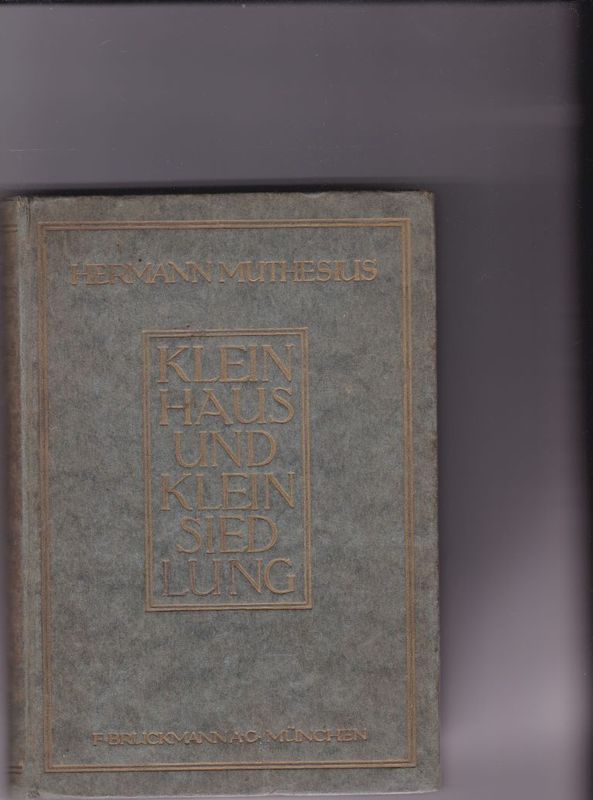 HERMANN MUTHESIUS
KLEIN
HAUS
UND
KLEIN
SIED
LUNG
F. BRUCKMANN A.G. MÜNCHEN